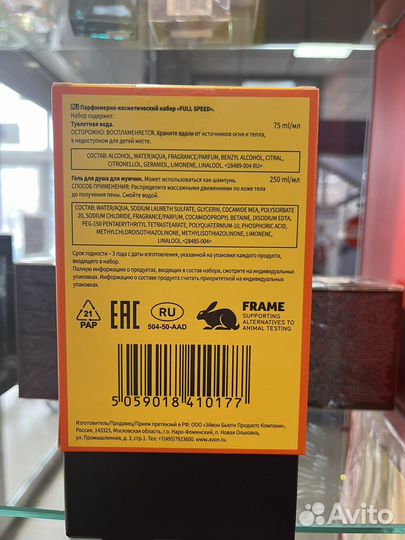 RU Парфюмерно-косметический набор «FULL SPEED».
Набор содержит:
Туалетная вода. 75 ml/мл
ОСТОРОЖНО: ВОСПЛАМЕНЯЕТСЯ. Храните вдали от источников огня и тепла,
в недоступном для детей месте.
СОСТАВ: ALCOHOL, WATER/AQUA, FRAGRANCE/PARFUM, BENZYL ALCOHOL, CITRAL,
CITRONELLOL, GERANIOL, LIMONENE, LINALOOL. <28489-004 RU>
Гель для душа для мужчин. Может использоваться как шампунь. 250 ml/мл
СПОСОБ ПРИМЕНЕНИЯ: Распределите массажными движениями по коже тела
до получения пены. Смойте водой.
СОСТАВ: WATER/AQUA, SODIUM LAURETH SULFATE, GLYCERIN, COCAMIDE MEA, POLYSORBATE
20, SODIUM CHLORIDE, FRAGRANCE/PARFUM, COCAMIDOPROPYL BETAINE, DISODIUM EDTA,
PEG-150 PENTAERYTHRITYL TETRASTEARATE, POLYQUATERNIUM-10, PHOSPHORIC ACID,
METHYLCHLOROISOTHIAZOLINONE, METHYLISOTHIAZOLINONE, LIMONENE,
LINALOOL. <28485-004>
Срок годности - 3 года с даты изготовления, указанной на упаковке каждого продукта,
входящего в набор.
Полную информацию о продуктах, входящих в состав набора, смотрите на индивидуальных
упаковках. Информацию о составе продукта считать приоритетной на индивидуальных
упаковках.
21
PAP
EAC
RU
504-50-AAD
FRAME
SUPPORTING
ALTERNATIVES TO
ANIMAL TESTING
5 059018 410177
Изготовитель/Продавец/Прием претензий в РФ: ООО «Эйвон Бьюти Продактс Компани»,
Россия, 143325, Московская область, г.о. Наро-Фоминский, п. Новая Ольховка,
ул. Промышленная, д. 3, стр.1. Тел: +7(495)7923600. www.avon.ru
Avito